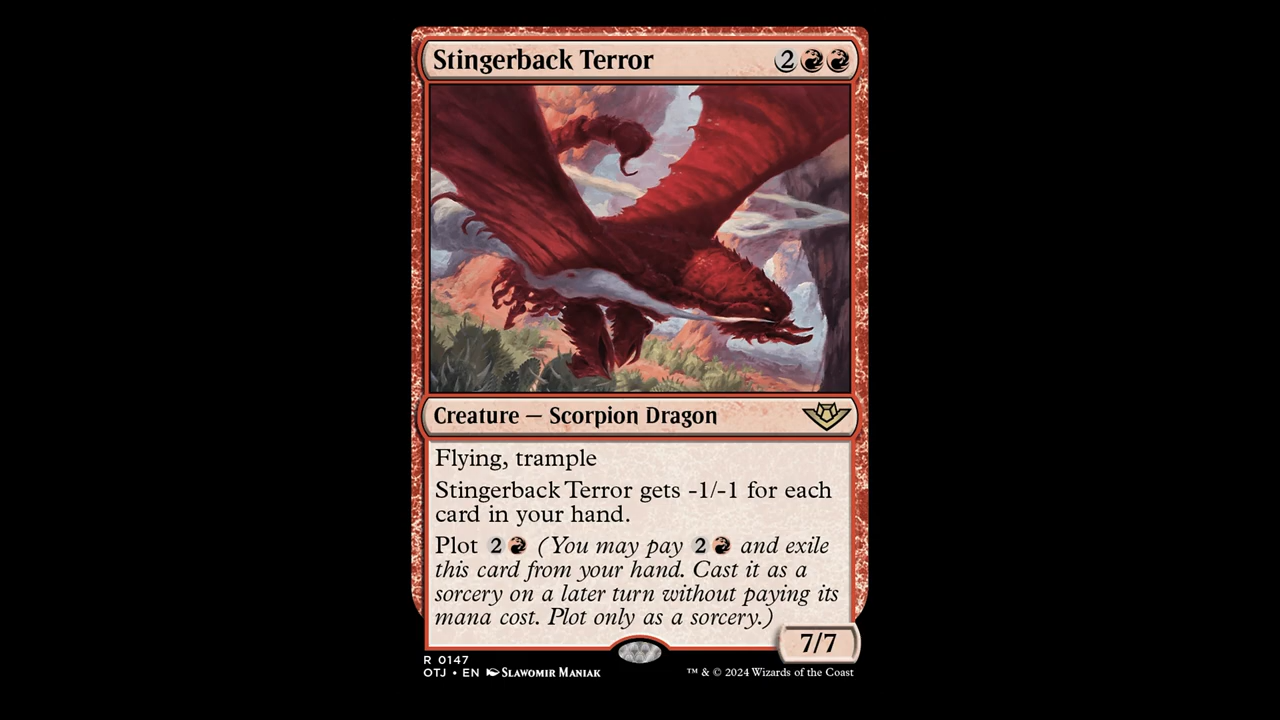 Stingerback Terror 2
Creature — Scorpion Dragon
Flying, trample
Stingerback Terror gets -1/-1 for each
card in your hand.
Plot 2 (You may pay 2 and exile
this card from your hand. Cast it as a
sorcery on a later turn without paying its
mana cost. Plot only as a sorcery.)
7/7
R 0147
OTJ • EN SLAWOMIR MANIAK
™ & © 2024 Wizards of the Coast